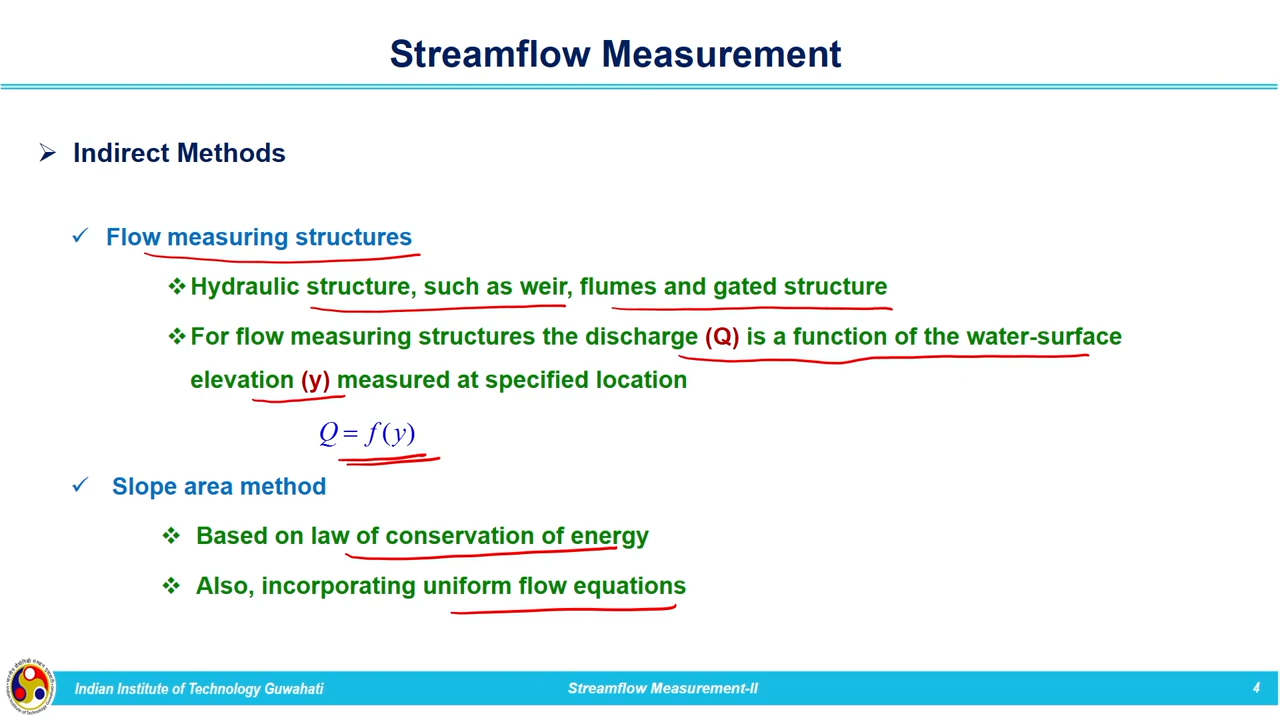 Streamflow Measurement
Indirect Methods
Flow measuring structures
Hydraulic structure, such as weir, flumes and gated structure
For flow measuring structures the discharge (Q) is a function of the water-surface
elevation (y) measured at specified location
Q = f(y)
Slope area method
Based on law of conservation of energy
Also, incorporating uniform flow equations
Indian Institute of Technology Guwahati
Streamflow Measurement-II
4